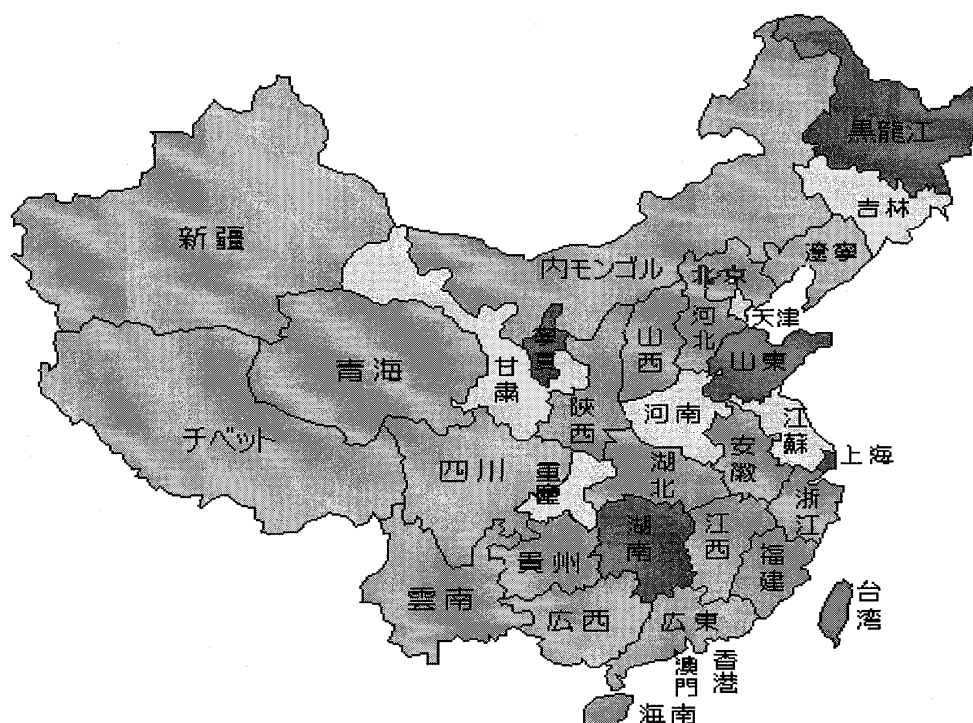 黒龍江
吉林
新疆
遼寧
内モンゴル
北京
河北
天津
山西
寧夏
山東
青海
甘粛
陝西
河南
江蘇
チベット
四川
重慶
湖北
安徽
上海
浙江
湖南
江西
貴州
福建
雲南
広西
広東
台湾
澳門
香港
海南